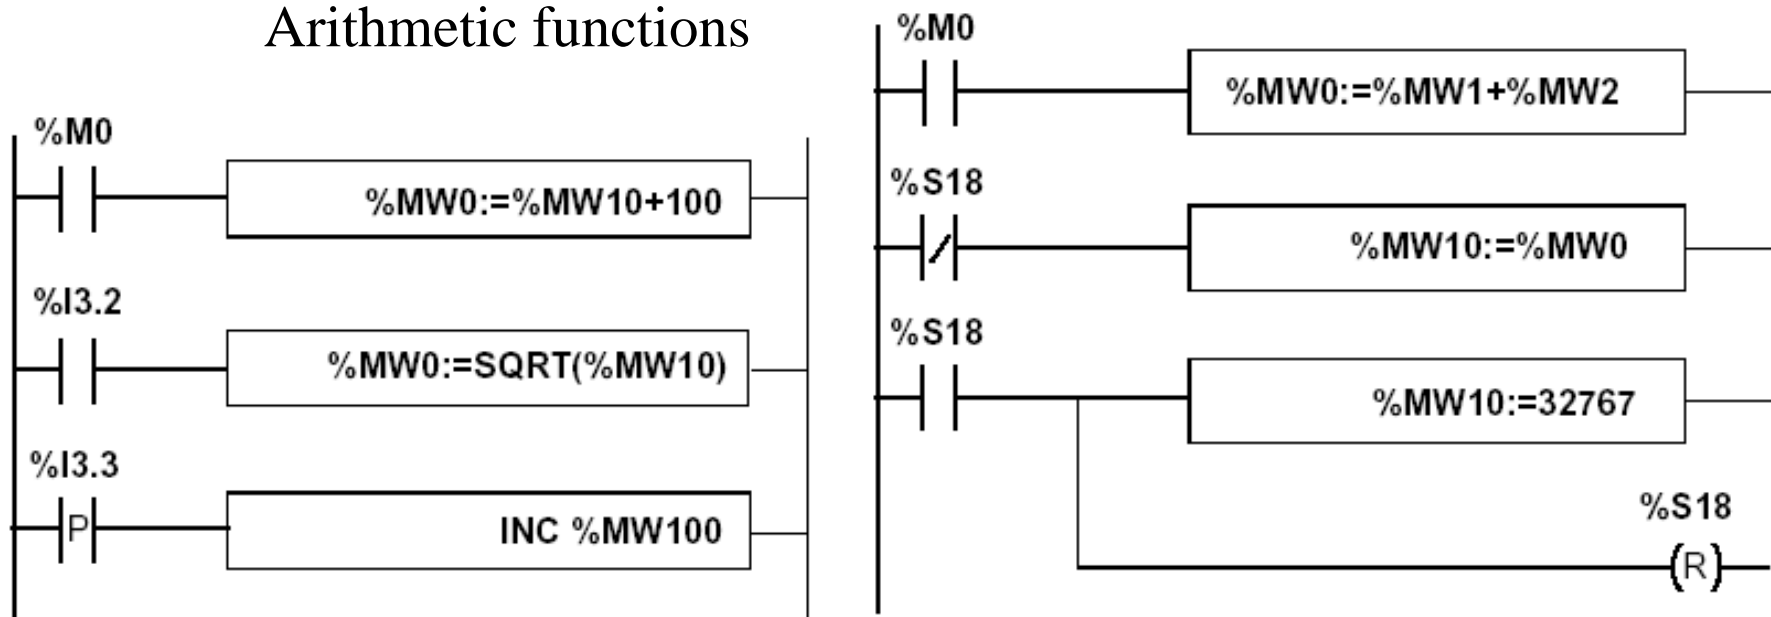 Arithmetic functions
%M0
%MW0:=%MW10+100
%I3.2
%MW0:=SQRT(%MW10)
%I3.3
P
INC %MW100
%M0
%MW0:=%MW1+%MW2
%S18
%MW10:=%MW0
%S18
%MW10:=32767
%S18
(R)